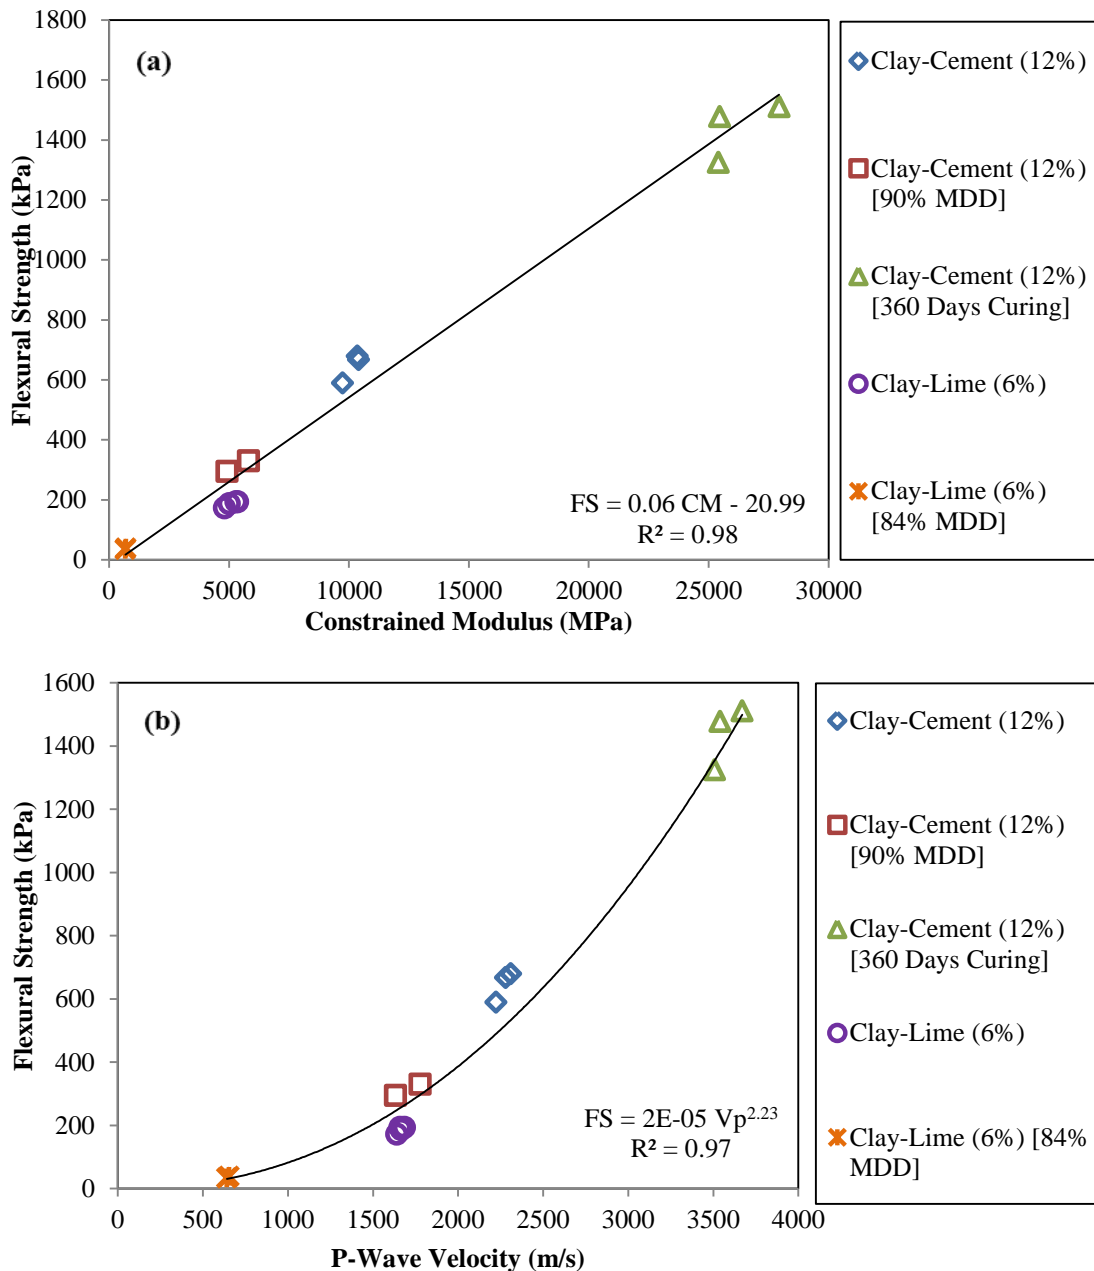 (a)
Flexural Strength (kPa)
1800
1600
1400
1200
1000
800
600
400
200
0
0 5000 10000 15000 20000 25000 30000
Constrained Modulus (MPa)
FS = 0.06 CM - 20.99
R² = 0.98
Clay-Cement (12%)
Clay-Cement (12%)
[90% MDD]
Clay-Cement (12%)
[360 Days Curing]
Clay-Lime (6%)
Clay-Lime (6%)
[84% MDD]
(b)
Flexural Strength (kPa)
1600
1400
1200
1000
800
600
400
200
0
0 500 1000 1500 2000 2500 3000 3500 4000
P-Wave Velocity (m/s)
FS = 2E-05 Vp^2.23
R² = 0.97
Clay-Cement (12%)
Clay-Cement (12%)
[90% MDD]
Clay-Cement (12%)
[360 Days Curing]
Clay-Lime (6%)
Clay-Lime (6%) [84%
MDD]